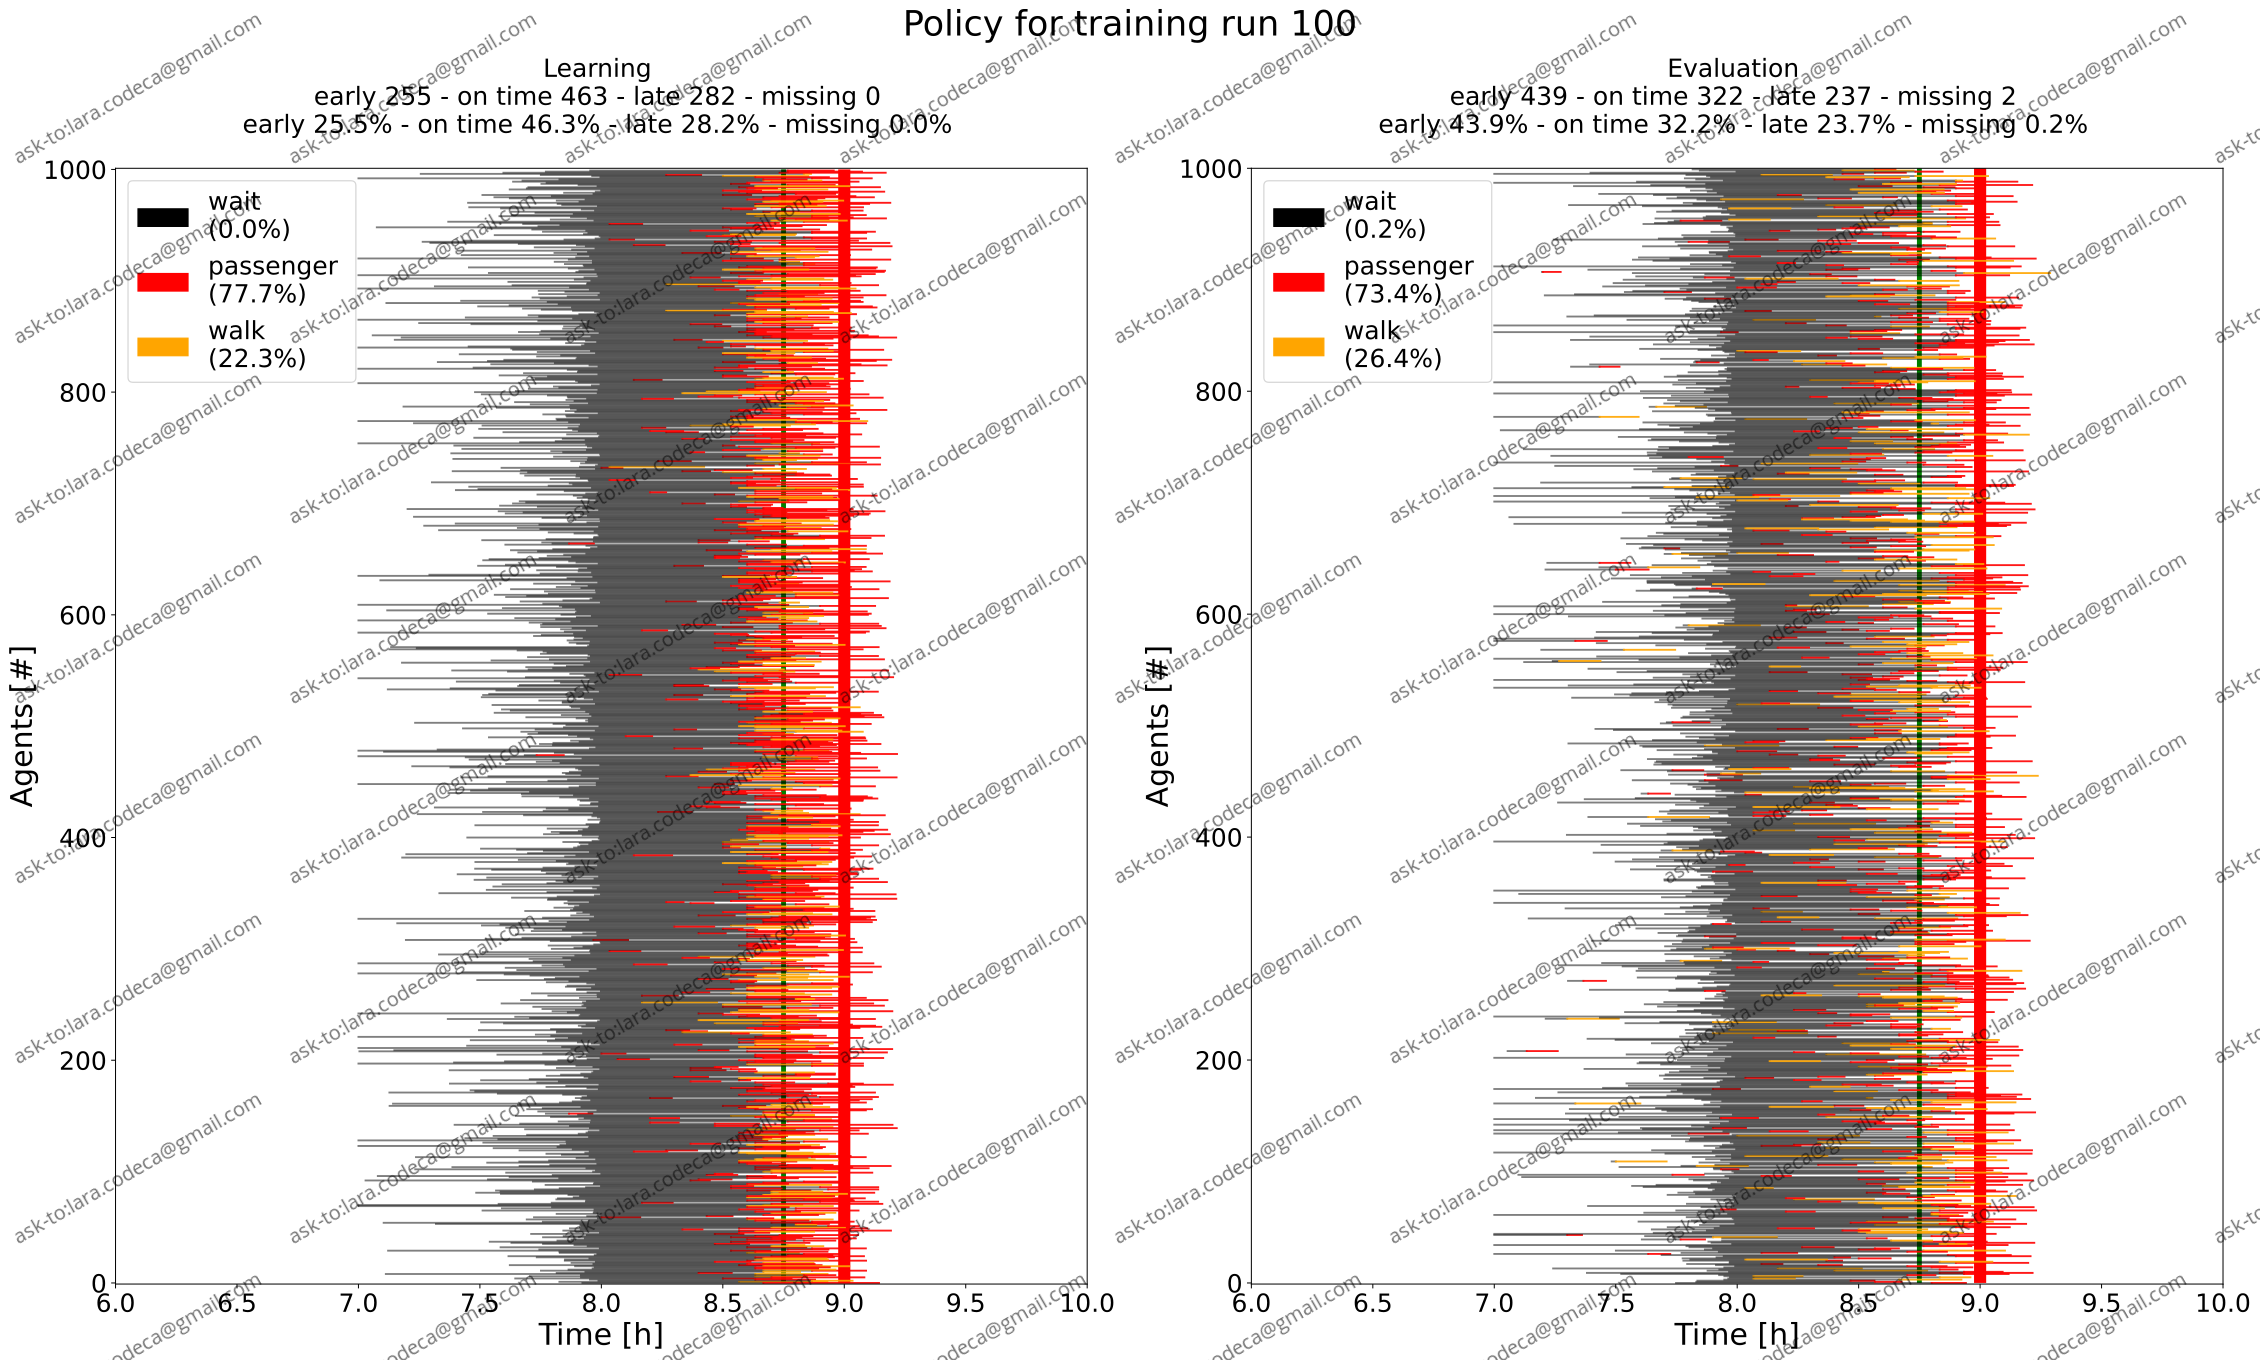 Policy for training run 100
Learning
early 255 - on time 463 - late 282 - missing 0
early 25.5% - on time 46.3% - late 28.2% - missing 0.0%
wait
(0.0%)
passenger
(77.7%)
walk
(22.3%)
1000
800
600
400
200
0
Agents [#]
6.0 6.5 7.0 7.5 8.0 8.5 9.0 9.5 10.0
Time [h]
Evaluation
early 439 - on time 322 - late 237 - missing 2
early 43.9% - on time 32.2% - late 23.7% - missing 0.2%
wait
(0.2%)
passenger
(73.4%)
walk
(26.4%)
1000
800
600
400
200
0
Agents [#]
6.0 6.5 7.0 7.5 8.0 8.5 9.0 9.5 10.0
Time [h]
ask-to:lara.codeca@gmail.com